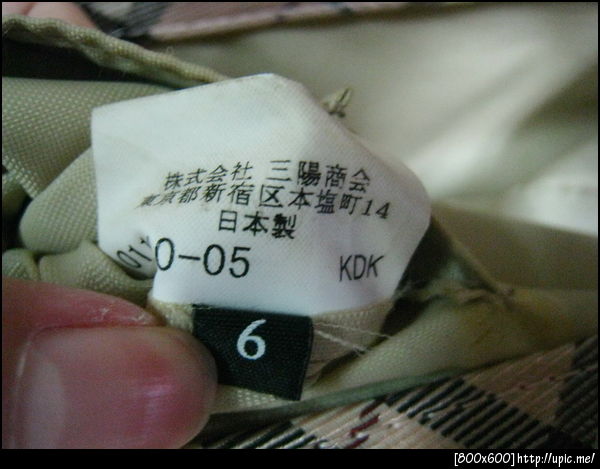 株式会社 三陽商会
東京都新宿区本塩町14
日本製
0-05 KDK
6
[800x600]http://upic.me/